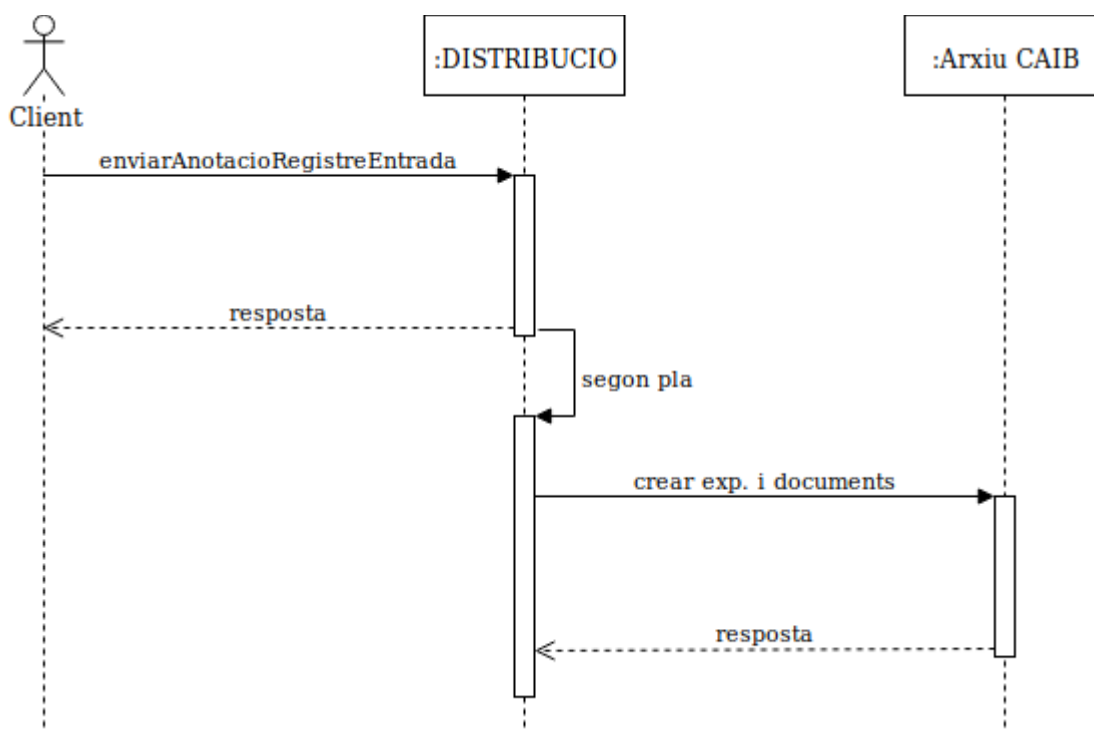 :DISTRIBUCIO
:Arxiu CAIB
Client
enviarAnotacioRegistreEntrada
resposta
segon pla
crear exp. i documents
resposta